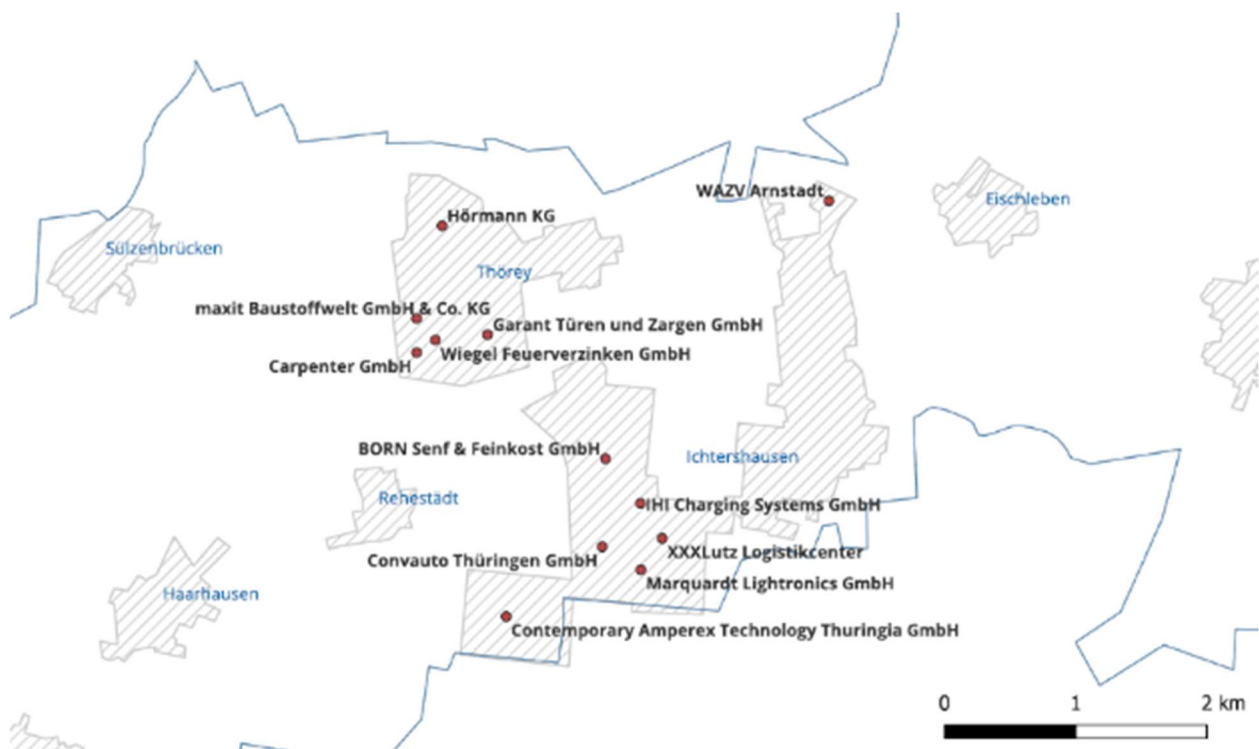 WAZV Arnstadt
Eischleben
Hörmann KG
Sülzenbrücken
Thörey
maxit Baustoffwelt GmbH & Co. KG
Garant Türen und Zargen GmbH
Wiegel Feuerverzinken GmbH
Carpenter GmbH
BORN Senf & Feinkost GmbH
Ichtershausen
Rehestädt
IHI Charging Systems GmbH
XXXLutz Logistikcenter
Convauto Thüringen GmbH
Marquardt Lightronics GmbH
Haarhausen
Contemporary Amperex Technology Thuringia GmbH
0 1 2 km